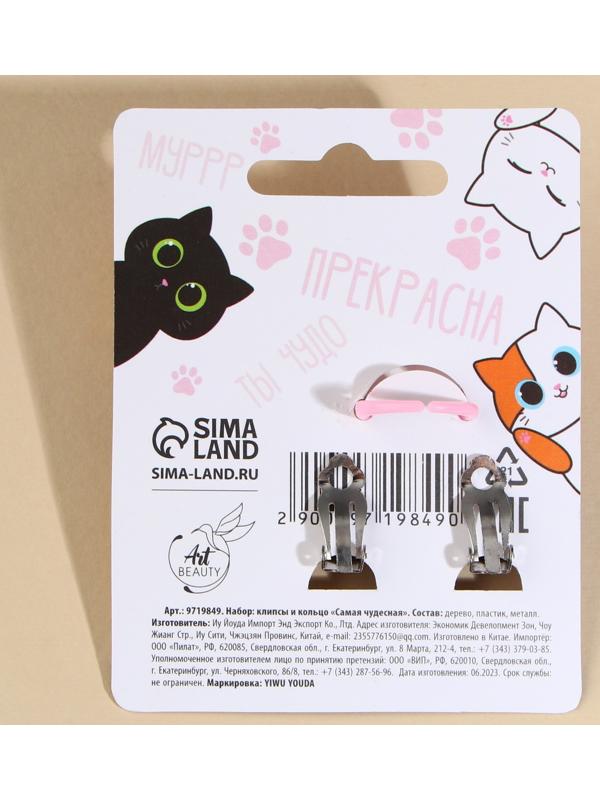 МУРРР
ПРЕКРАСНА
ТЫ ЧУДО
SIMA
LAND
SIMA-LAND.RU
Art
BEAUTY
Арт.: 9719849. Набор: клипсы и кольцо «Самая чудесная». Состав: дерево, пластик, металл.
Изготовитель: Иу Йоуда Импорт Энд Экспорт Ко., Лтд. Адрес изготовителя: Экономик Девелопмент Зон, Чоу
Жианг Стр., Иу Сити, Чжэцзян Провинс, Китай, e-mail: 2355776150@qq.com. Изготовлено в Китае. Импортёр:
ООО «Пилат», РФ, 620085, Свердловская обл., г. Екатеринбург, ул. 8 Марта, 212-4, тел.: +7 (343) 379-03-85.
Уполномоченное изготовителем лицо по принятию претензий: ООО «ВИП», РФ, 620010, Свердловская обл.,
г. Екатеринбург, ул. Черняховского, 86/8, тел.: +7 (343) 287-56-96. Дата изготовления: 06.2023. Срок службы:
не ограничен. Маркировка: YIWU YOUDA